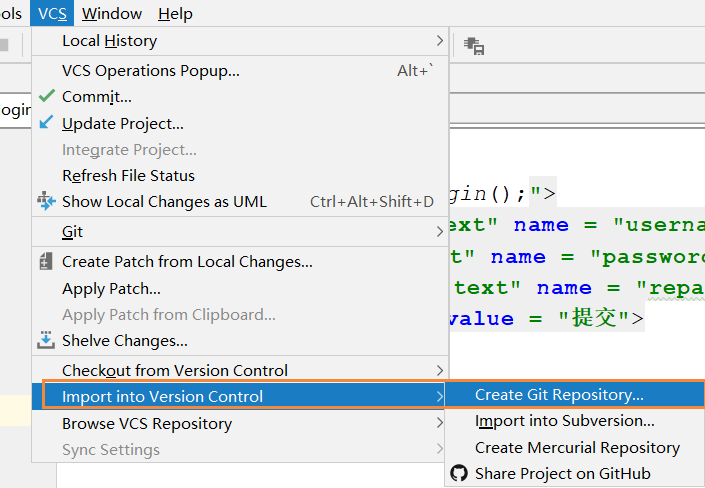 ols VCS Window Help
Local History
VCS Operations Popup... Alt+`
Commit...
ogin
Update Project...
Integrate Project...
Refresh File Status
gin();">
Show Local Changes as UML Ctrl+Alt+Shift+D
ext" name = "userna
Git
t" name = "password
Create Patch from Local Changes...
Apply Patch...
text" name = "repa
Apply Patch from Clipboard...
value = "提交">
Shelve Changes...
Checkout from Version Control
Import into Version Control
Create Git Repository...
Browse VCS Repository
Import into Subversion...
Sync Settings
Create Mercurial Repository
Share Project on GitHub